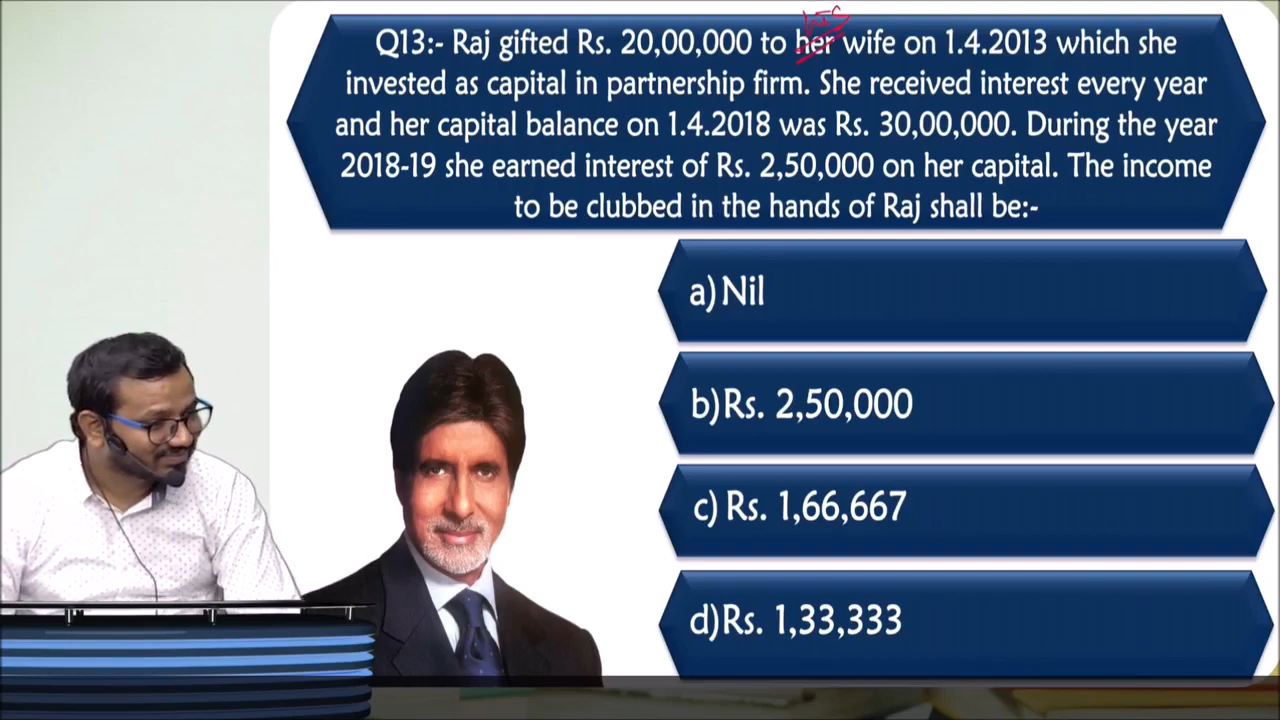 his
Q13:- Raj gifted Rs. 20,00,000 to her wife on 1.4.2013 which she
invested as capital in partnership firm. She received interest every year
and her capital balance on 1.4.2018 was Rs. 30,00,000. During the year
2018-19 she earned interest of Rs. 2,50,000 on her capital. The income
to be clubbed in the hands of Raj shall be:-
a) Nil
b)Rs. 2,50,000
c) Rs. 1,66,667
d)Rs. 1,33,333